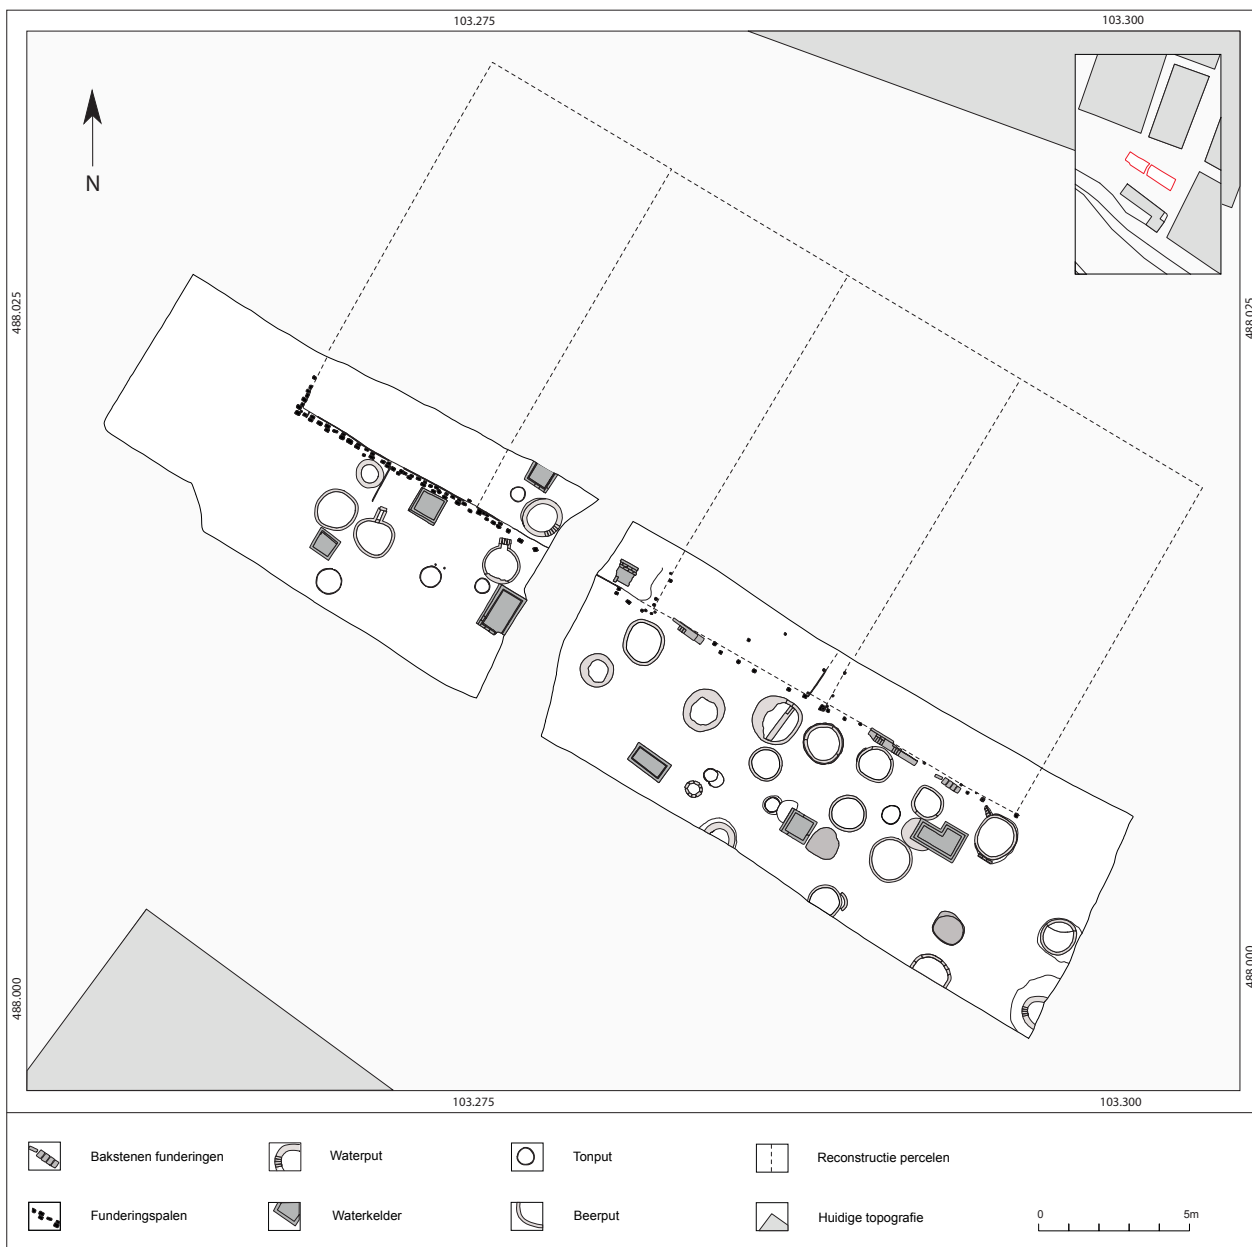 103.275
103.300
N
488.025
488.025
488.000
488.000
103.275
103.300
Bakstenen funderingen
Waterput
Tonput
Reconstructie percelen
Funderingspalen
Waterkelder
Beerput
Huidige topografie
0
5m